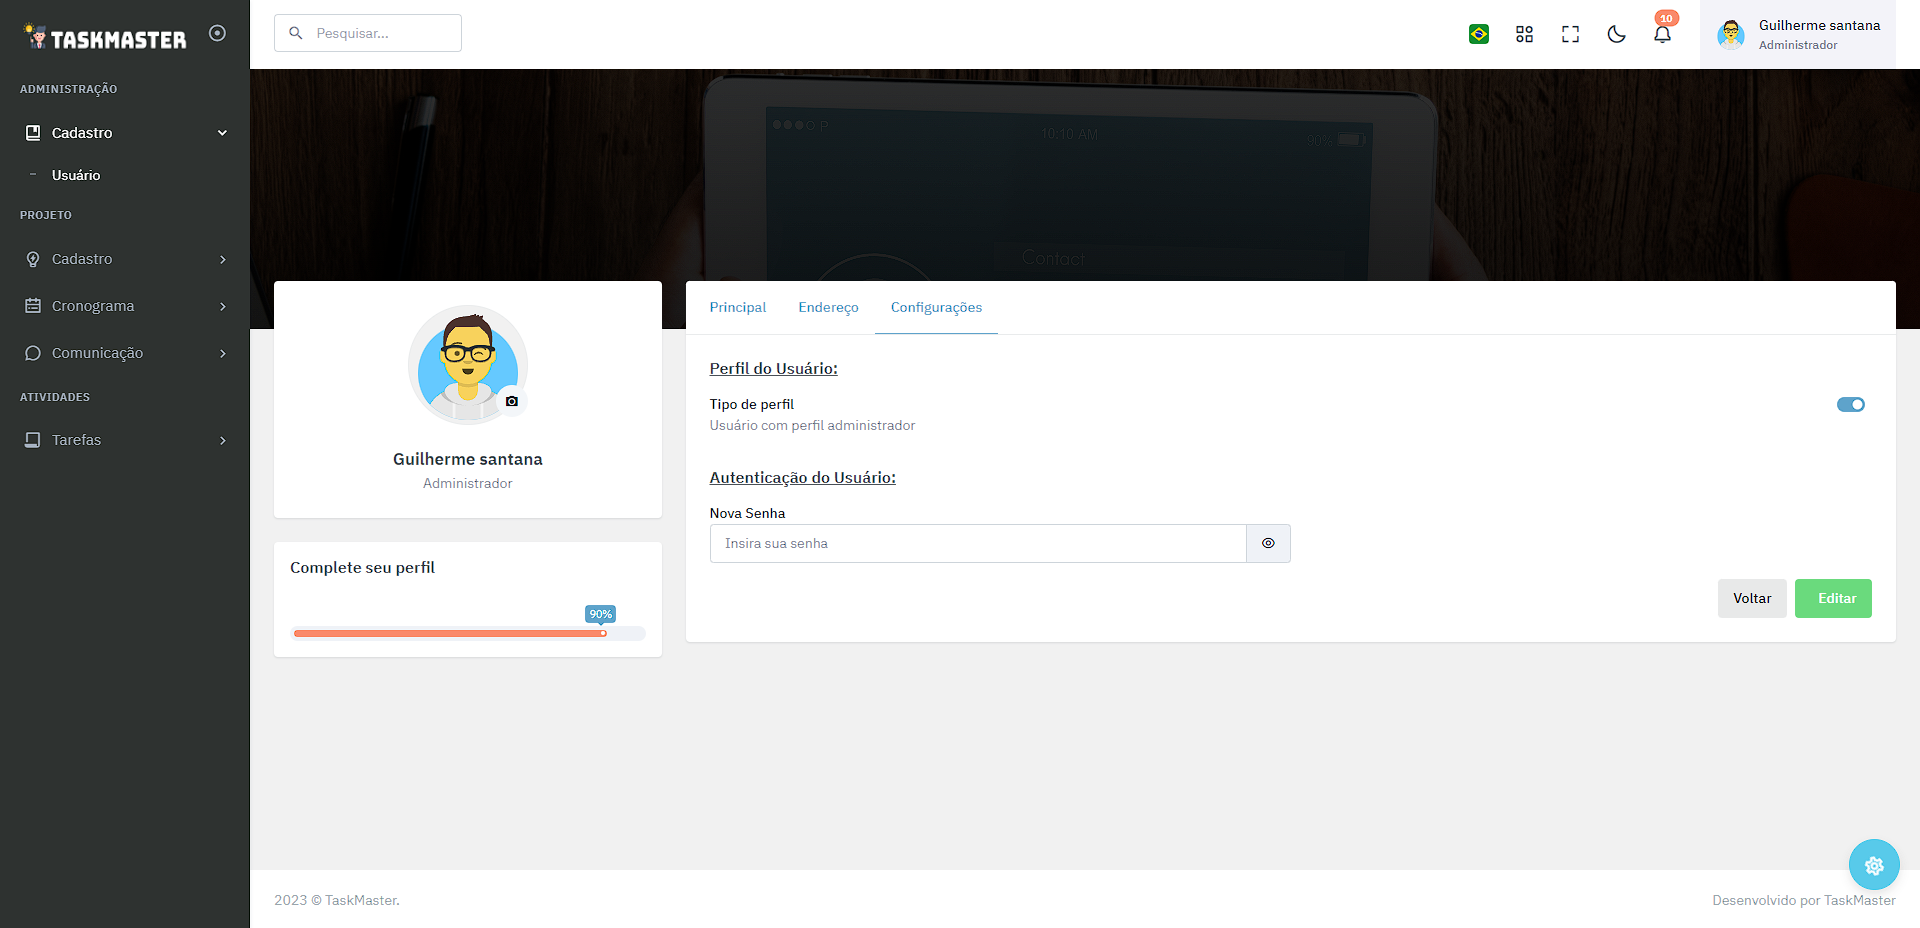 TASKMASTER
ADMINISTRAÇÃO
Cadastro
Usuário
PROJETO
Cadastro
Cronograma
Comunicação
ATIVIDADES
Tarefas
Pesquisar...
10
Guilherme santana
Administrador
P
10:10 AM
90%
Contact
Guilherme santana
Administrador
Complete seu perfil
90%
Principal
Endereço
Configurações
Perfil do Usuário:
Tipo de perfil
Usuário com perfil administrador
Autenticação do Usuário:
Nova Senha
Insira sua senha
Voltar
Editar
2023 © TaskMaster.
Desenvolvido por TaskMaster